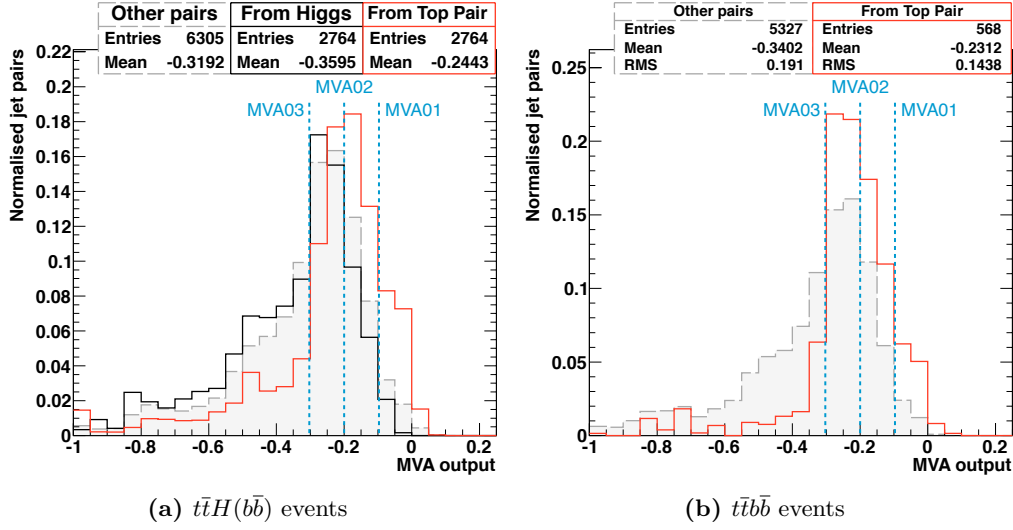 Other pairs
Entries 6305
Mean -0.3192
From Higgs
Entries 2764
Mean -0.3595
From Top Pair
Entries 2764
Mean -0.2443
Normalised jet pairs
0.22
0.2
0.18
0.16
0.14
0.12
0.1
0.08
0.06
0.04
0.02
0
MVA03
MVA02
MVA01
-1 -0.8 -0.6 -0.4 -0.2 0 0.2
MVA output
(a) tt̄H(bb̄) events
Other pairs
Entries 5327
Mean -0.3402
RMS 0.191
From Top Pair
Entries 568
Mean -0.2312
RMS 0.1438
Normalised jet pairs
0.25
0.2
0.15
0.1
0.05
0
MVA03
MVA02
MVA01
-1 -0.8 -0.6 -0.4 -0.2 0 0.2
MVA output
(b) tt̄bb̄ events